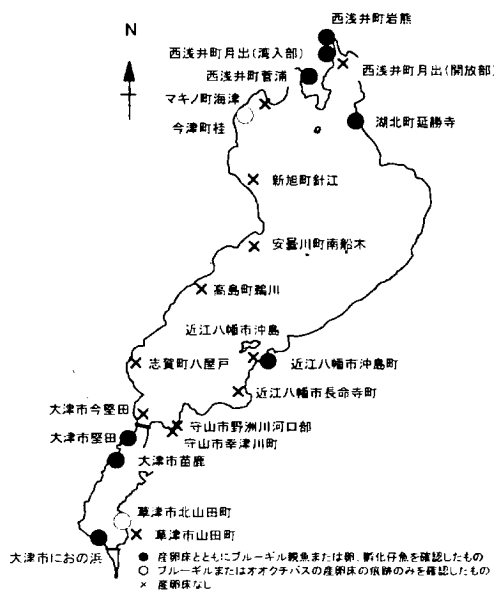 N
西浅井町岩熊
西浅井町月出(湾入部)
西浅井町月出(開放部)
西浅井町菅浦
マキノ町海津
今津町桂
湖北町延勝寺
新旭町針江
安曇川町南船木
高島町鵜川
近江八幡市沖島
志賀町八屋戸
近江八幡市沖島町
近江八幡市長命寺町
大津市今堅田
守山市野洲川河口部
大津市堅田
守山市幸津川町
大津市苗鹿
草津市北山田町
草津市山田町
大津市におの浜
● 産卵床とともにブルーギル親魚または卵、孵化仔魚を確認したもの
○ ブルーギルまたはオオクチバスの産卵床の痕跡のみを確認したもの
× 産卵床なし